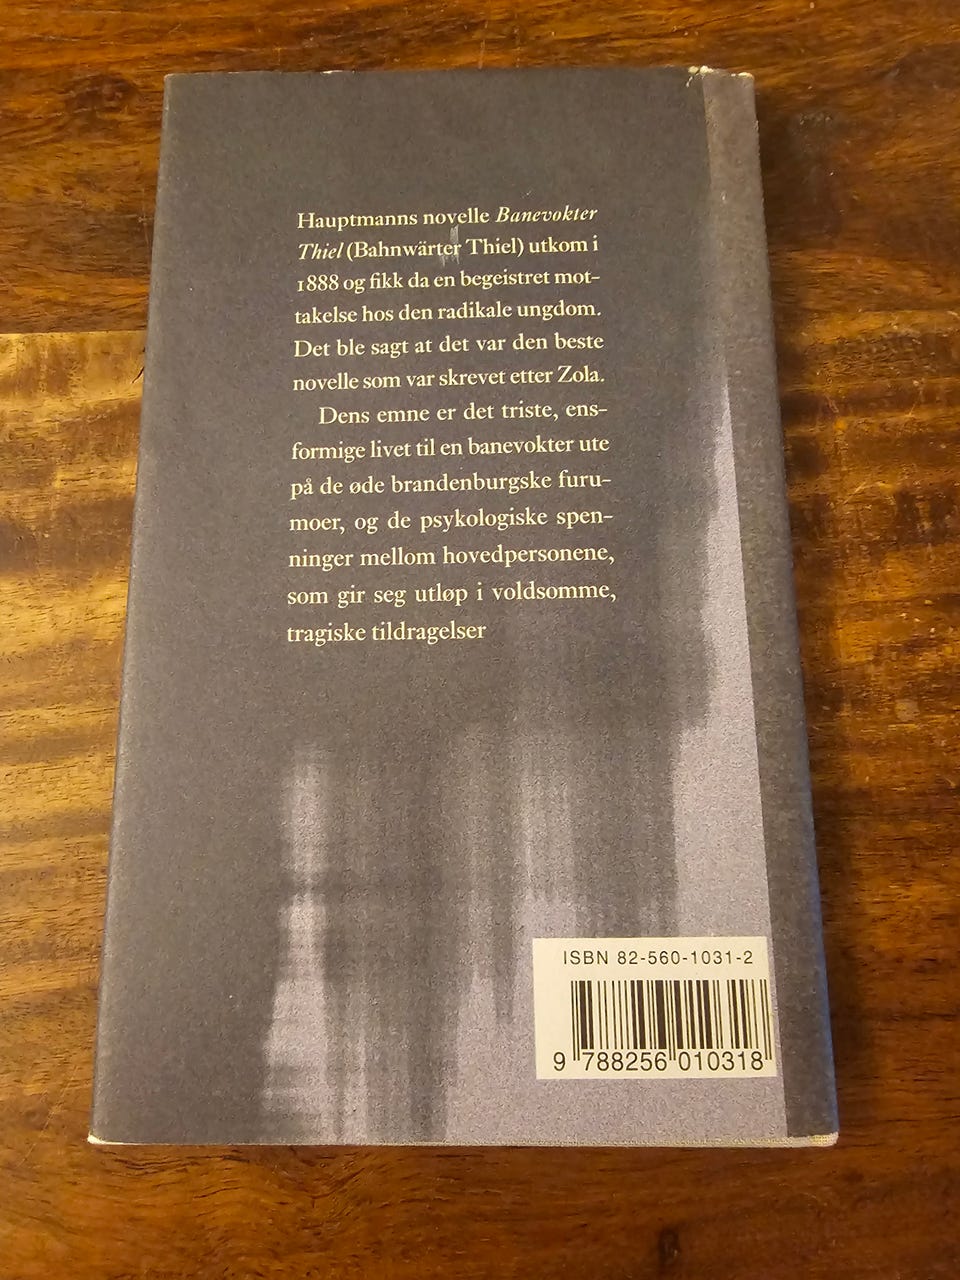 Hauptmanns novelle Banevokter
Thiel (Bahnwärter Thiel) utkom i
1888 og fikk da en begeistret mot-
takelse hos den radikale ungdom.
Det ble sagt at det var den beste
novelle som var skrevet etter Zola.
Dens emne er det triste, ens-
formige livet til en banevokter ute
på de øde brandenburgske furu-
moer, og de psykologiske spen-
ninger mellom hovedpersonene,
som gir seg utløp i voldsomme,
tragiske tildragelser
ISBN 82-560-1031-2
9 788256 010318